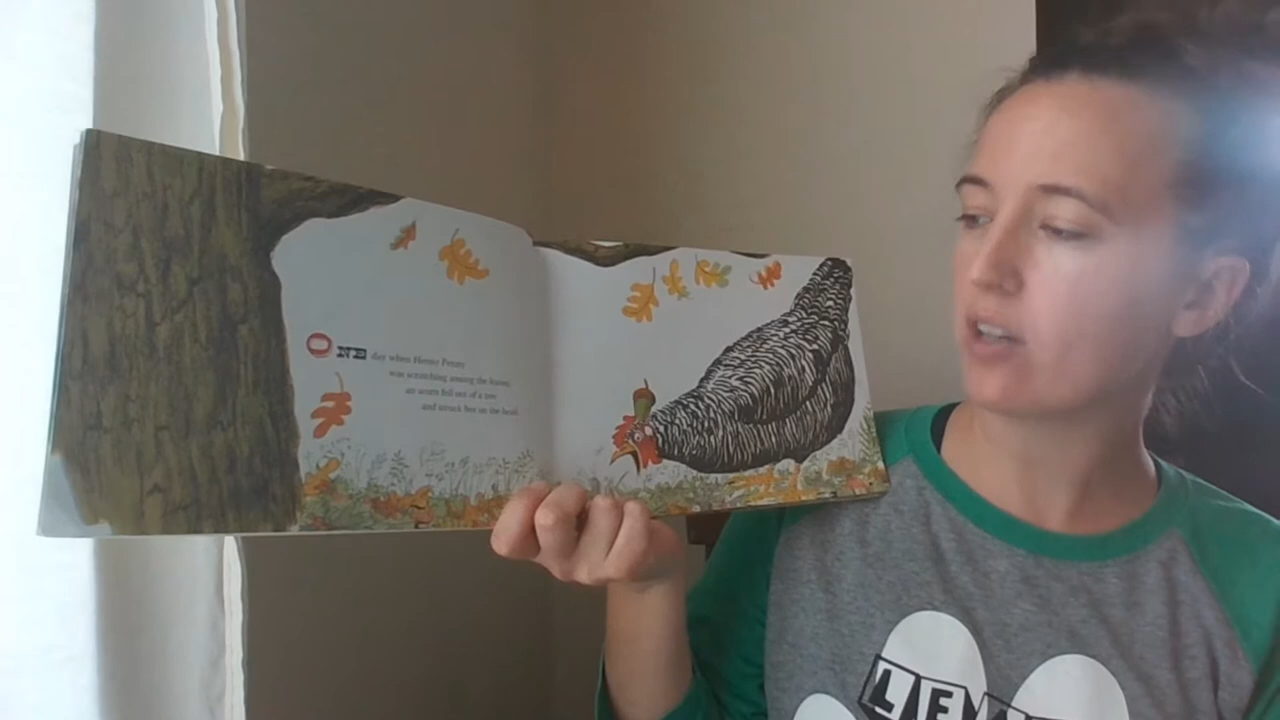 ONE day when Henny Penny
was scratching among the leaves,
an acorn fell out of a tree
and struck her on the head.